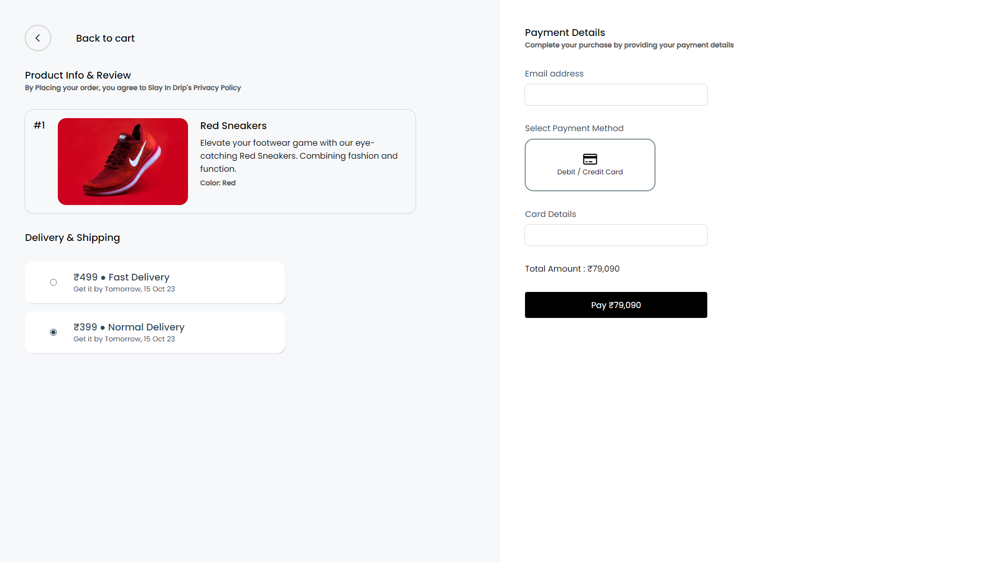 Back to cart
Product Info & Review
By Placing your order, you agree to Slay In Drip's Privacy Policy
#1
NIKE
Red Sneakers
Elevate your footwear game with our eye-
catching Red Sneakers. Combining fashion and
function.
Color: Red
Delivery & Shipping
₹499 ● Fast Delivery
Get it by Tomorrow, 15 Oct 23
₹399 ● Normal Delivery
Get it by Tomorrow, 15 Oct 23
Payment Details
Complete your purchase by providing your payment details
Email address
Select Payment Method
Debit / Credit Card
Card Details
Total Amount : ₹79,090
Pay ₹79,090